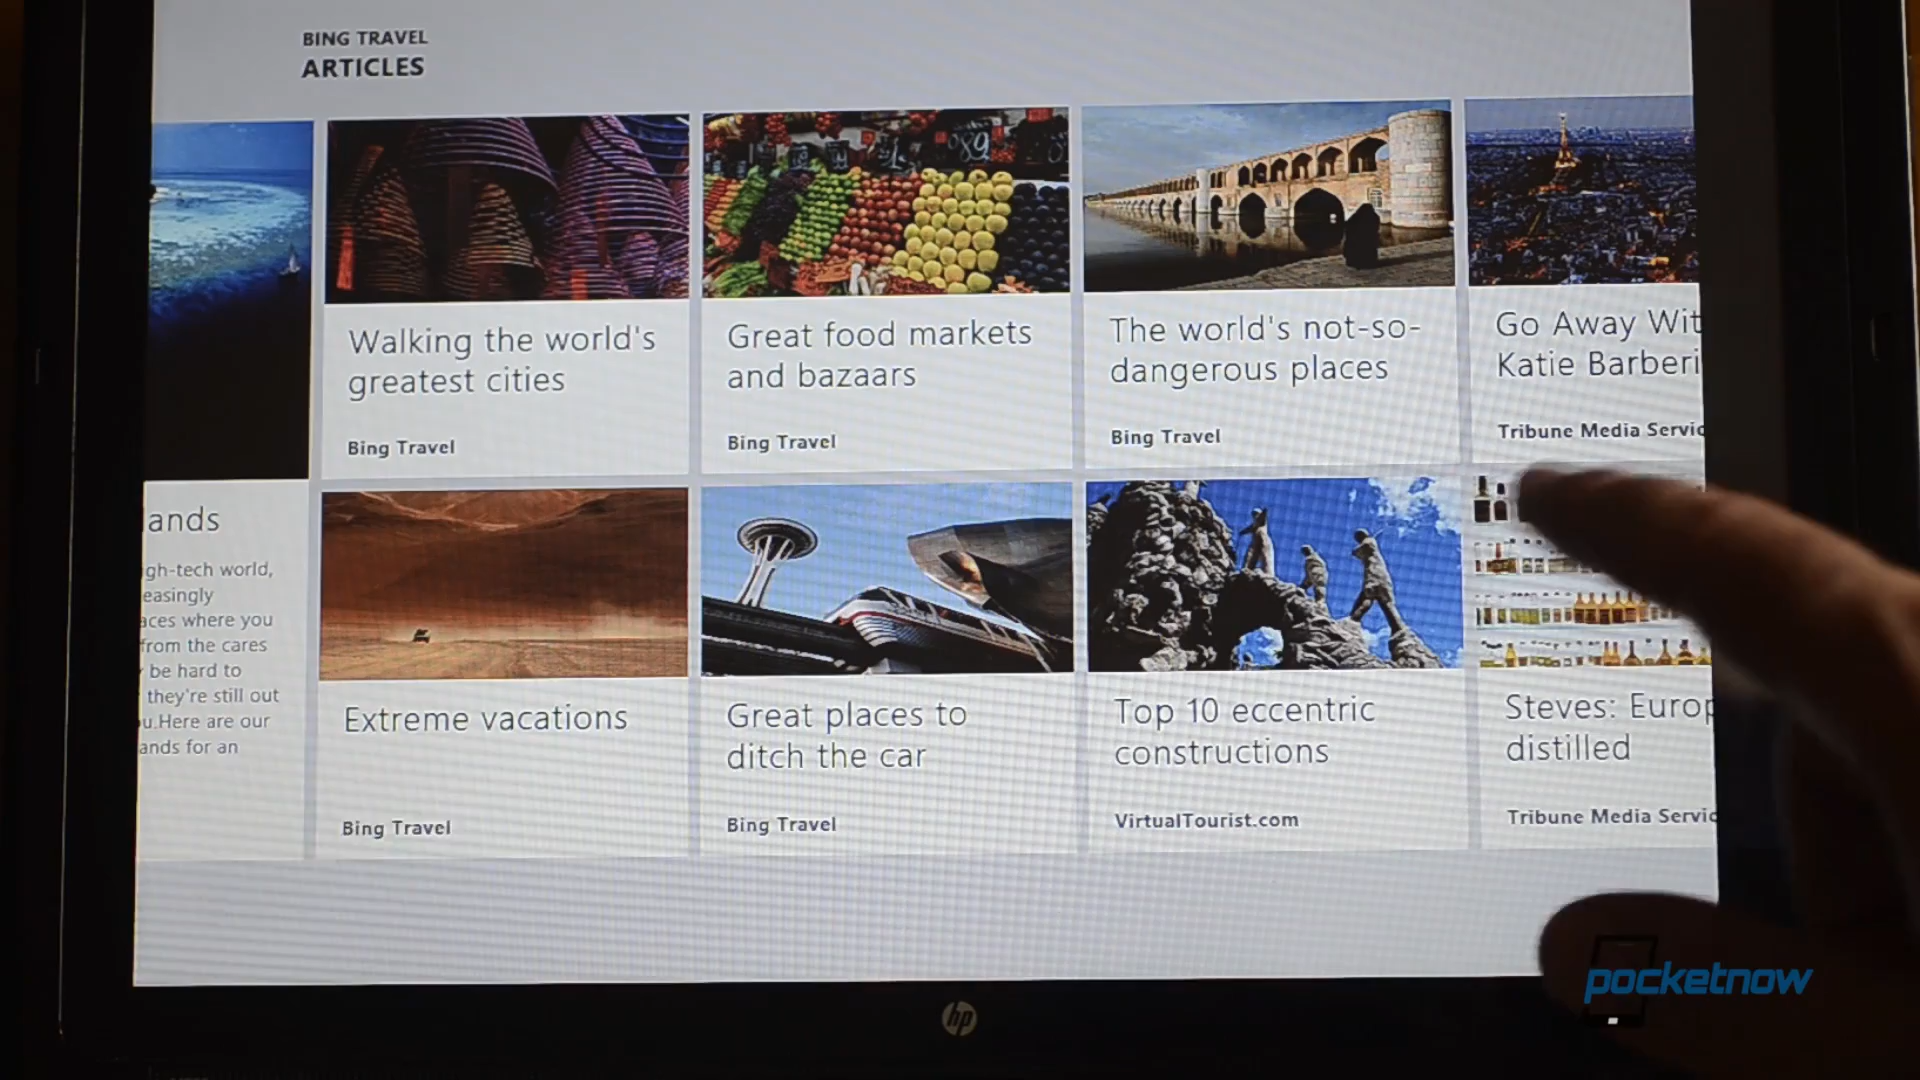 BING TRAVEL
ARTICLES
89
Walking the world's
greatest cities
Bing Travel
Great food markets
and bazaars
Bing Travel
The world's not-so-
dangerous places
Bing Travel
Go Away Wit
Katie Barberi
Tribune Media Servic
ands
gh-tech world,
easingly
aces where you
from the cares
be hard to
they're still out
u.Here are our
ands for an
Extreme vacations
Bing Travel
Great places to
ditch the car
Bing Travel
Top 10 eccentric
constructions
VirtualTourist.com
Steves: Europ
distilled
Tribune Media Servic
hp
pocketnow